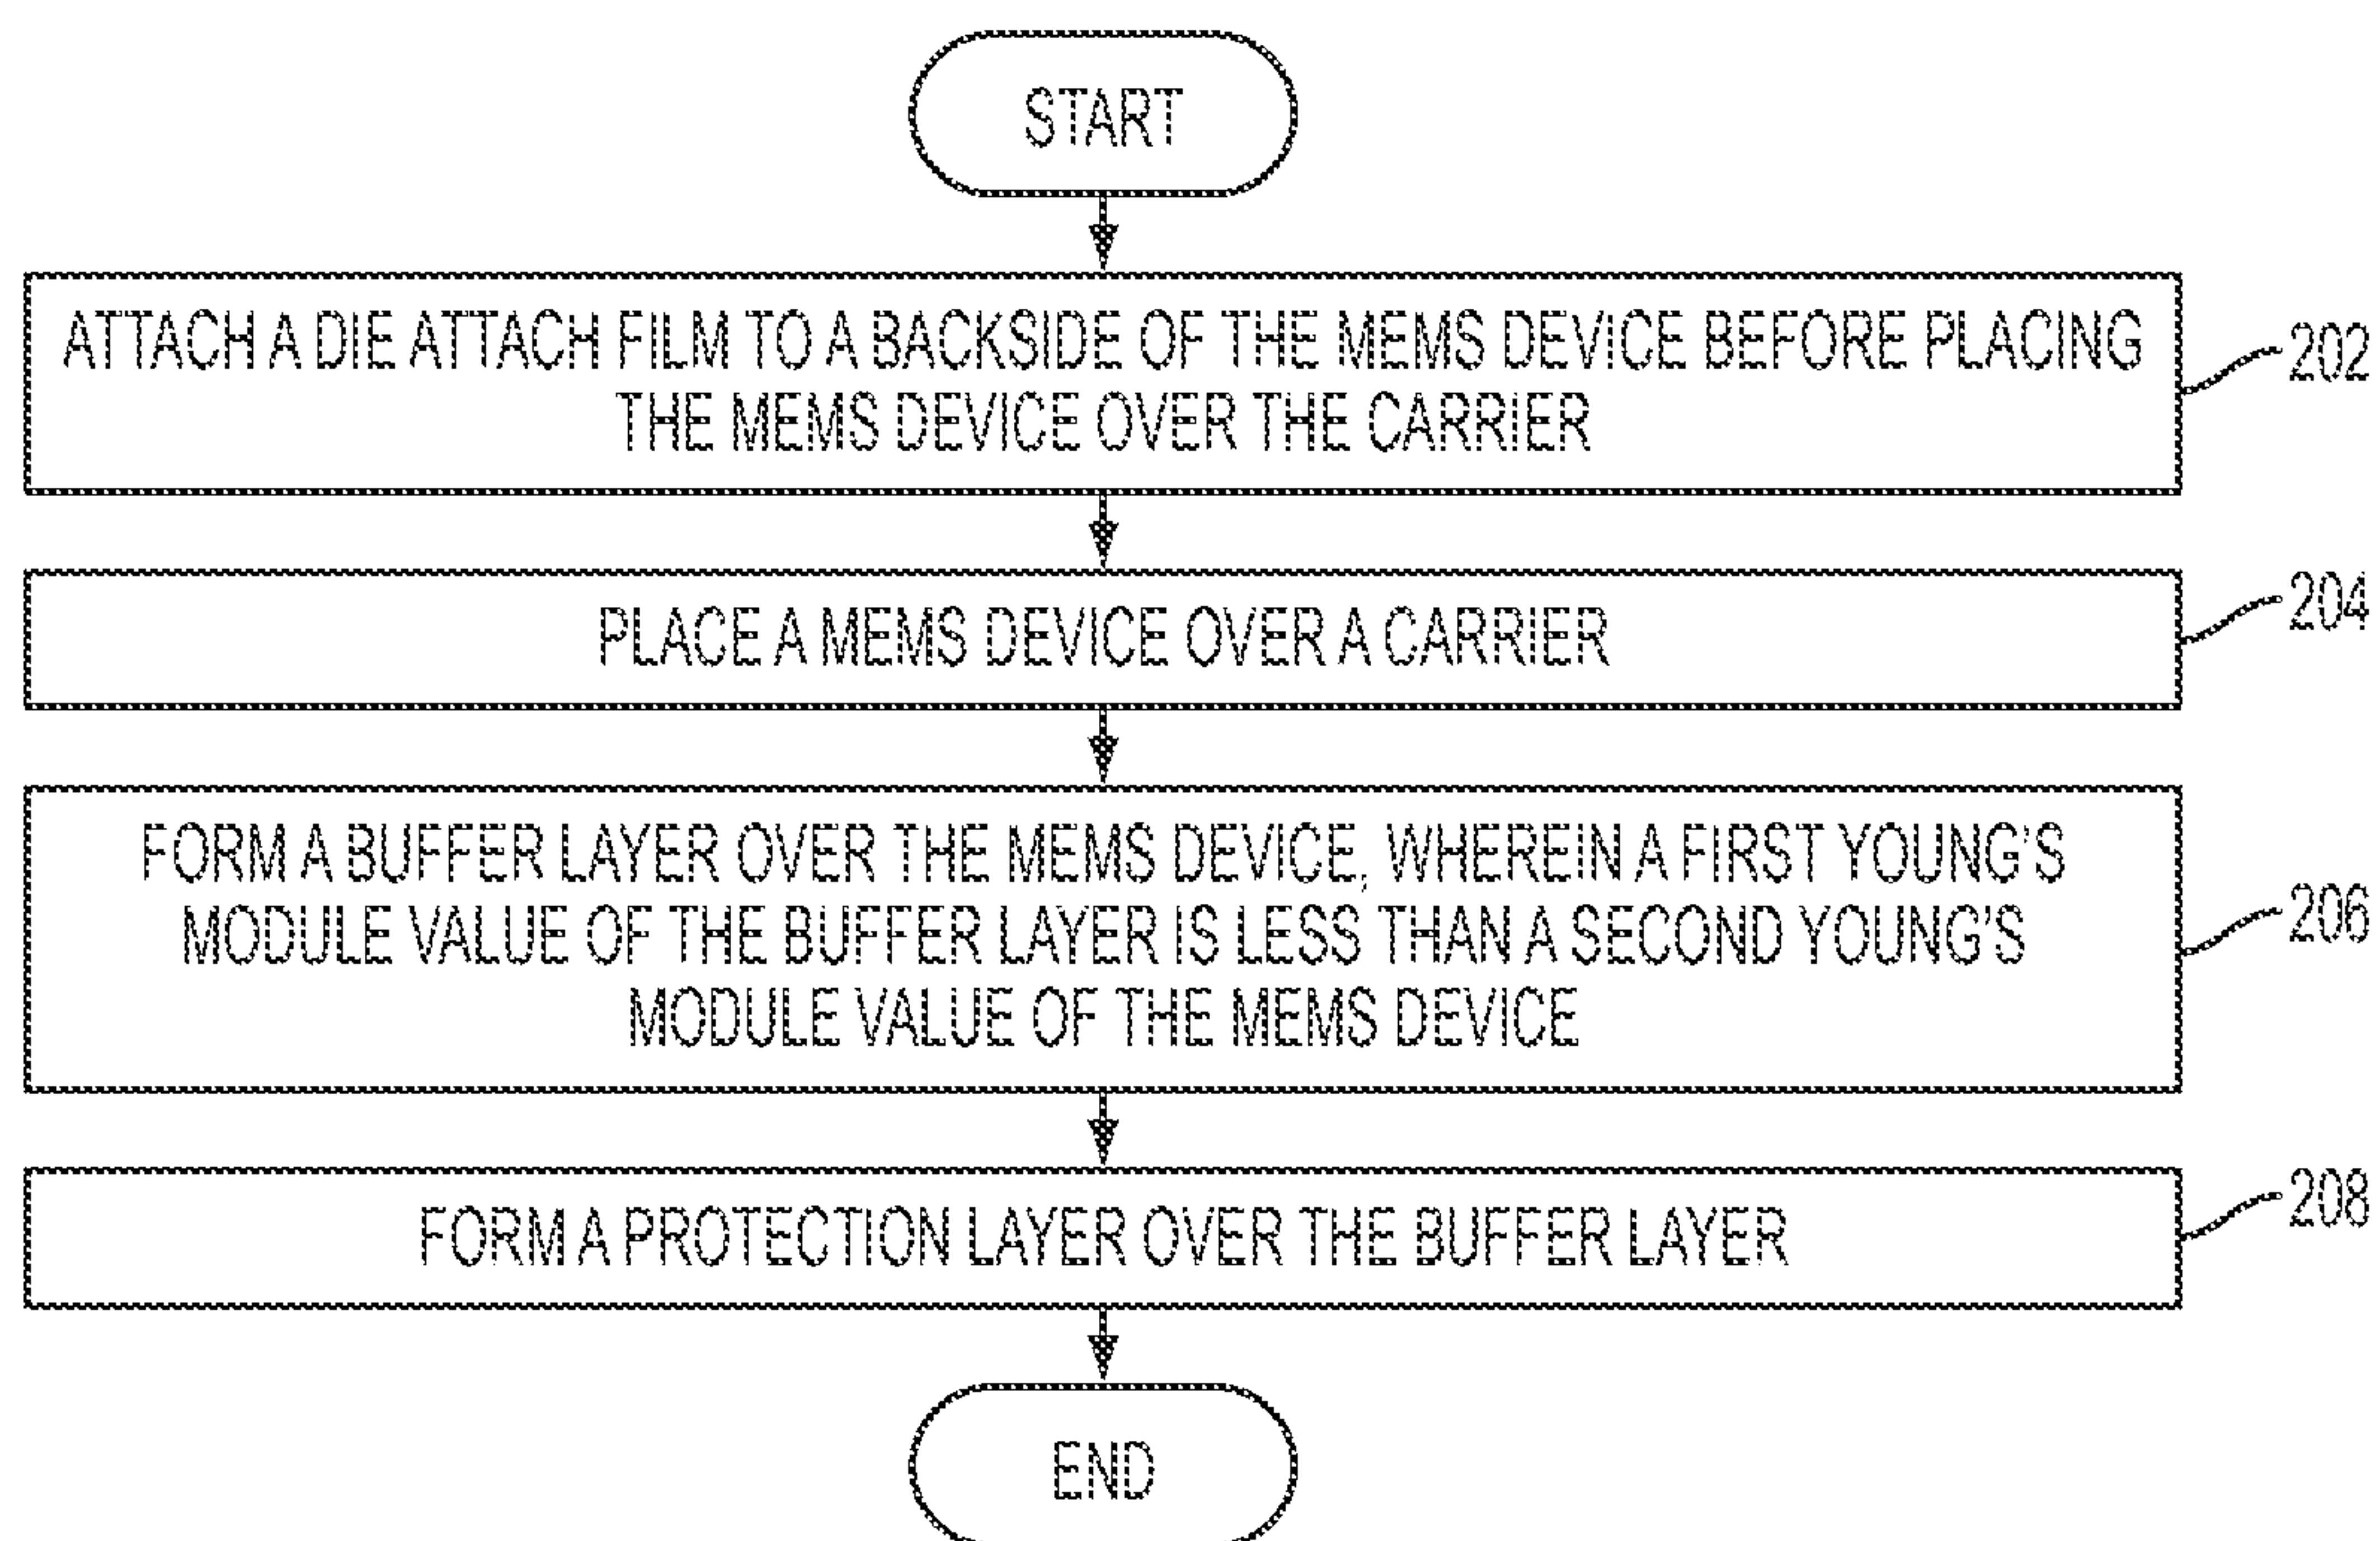 START
ATTACH A DIE ATTACH FILM TO A BACKSIDE OF THE MEMS DEVICE BEFORE PLACING
THE MEMS DEVICE OVER THE CARRIER
202
PLACE A MEMS DEVICE OVER A CARRIER
204
FORM A BUFFER LAYER OVER THE MEMS DEVICE, WHEREIN A FIRST YOUNG'S
MODULE VALUE OF THE BUFFER LAYER IS LESS THAN A SECOND YOUNG'S
MODULE VALUE OF THE MEMS DEVICE
206
FORM A PROTECTION LAYER OVER THE BUFFER LAYER
208
END